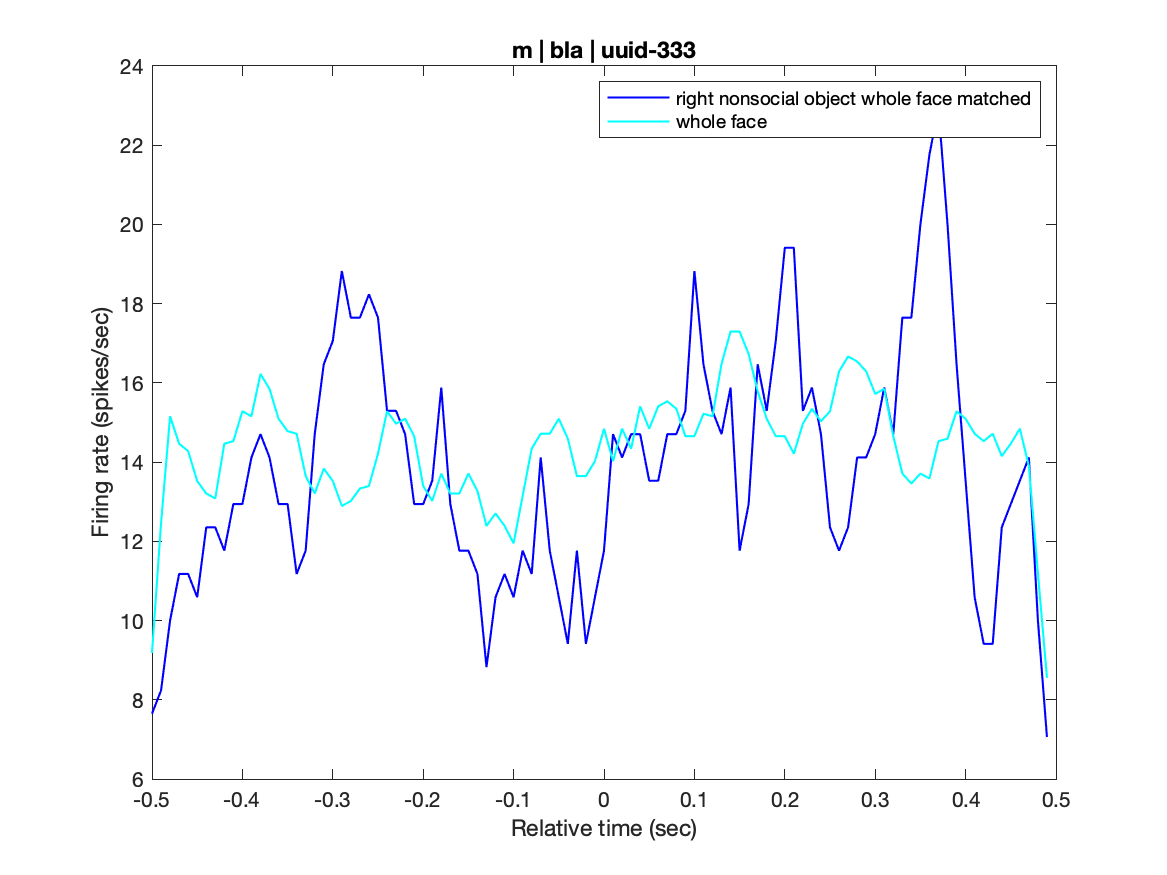 m | bla | uuid-333
24
22
20
18
16
14
12
10
8
6
Firing rate (spikes/sec)
right nonsocial object whole face matched
whole face
-0.5 -0.4 -0.3 -0.2 -0.1 0 0.1 0.2 0.3 0.4 0.5
Relative time (sec)